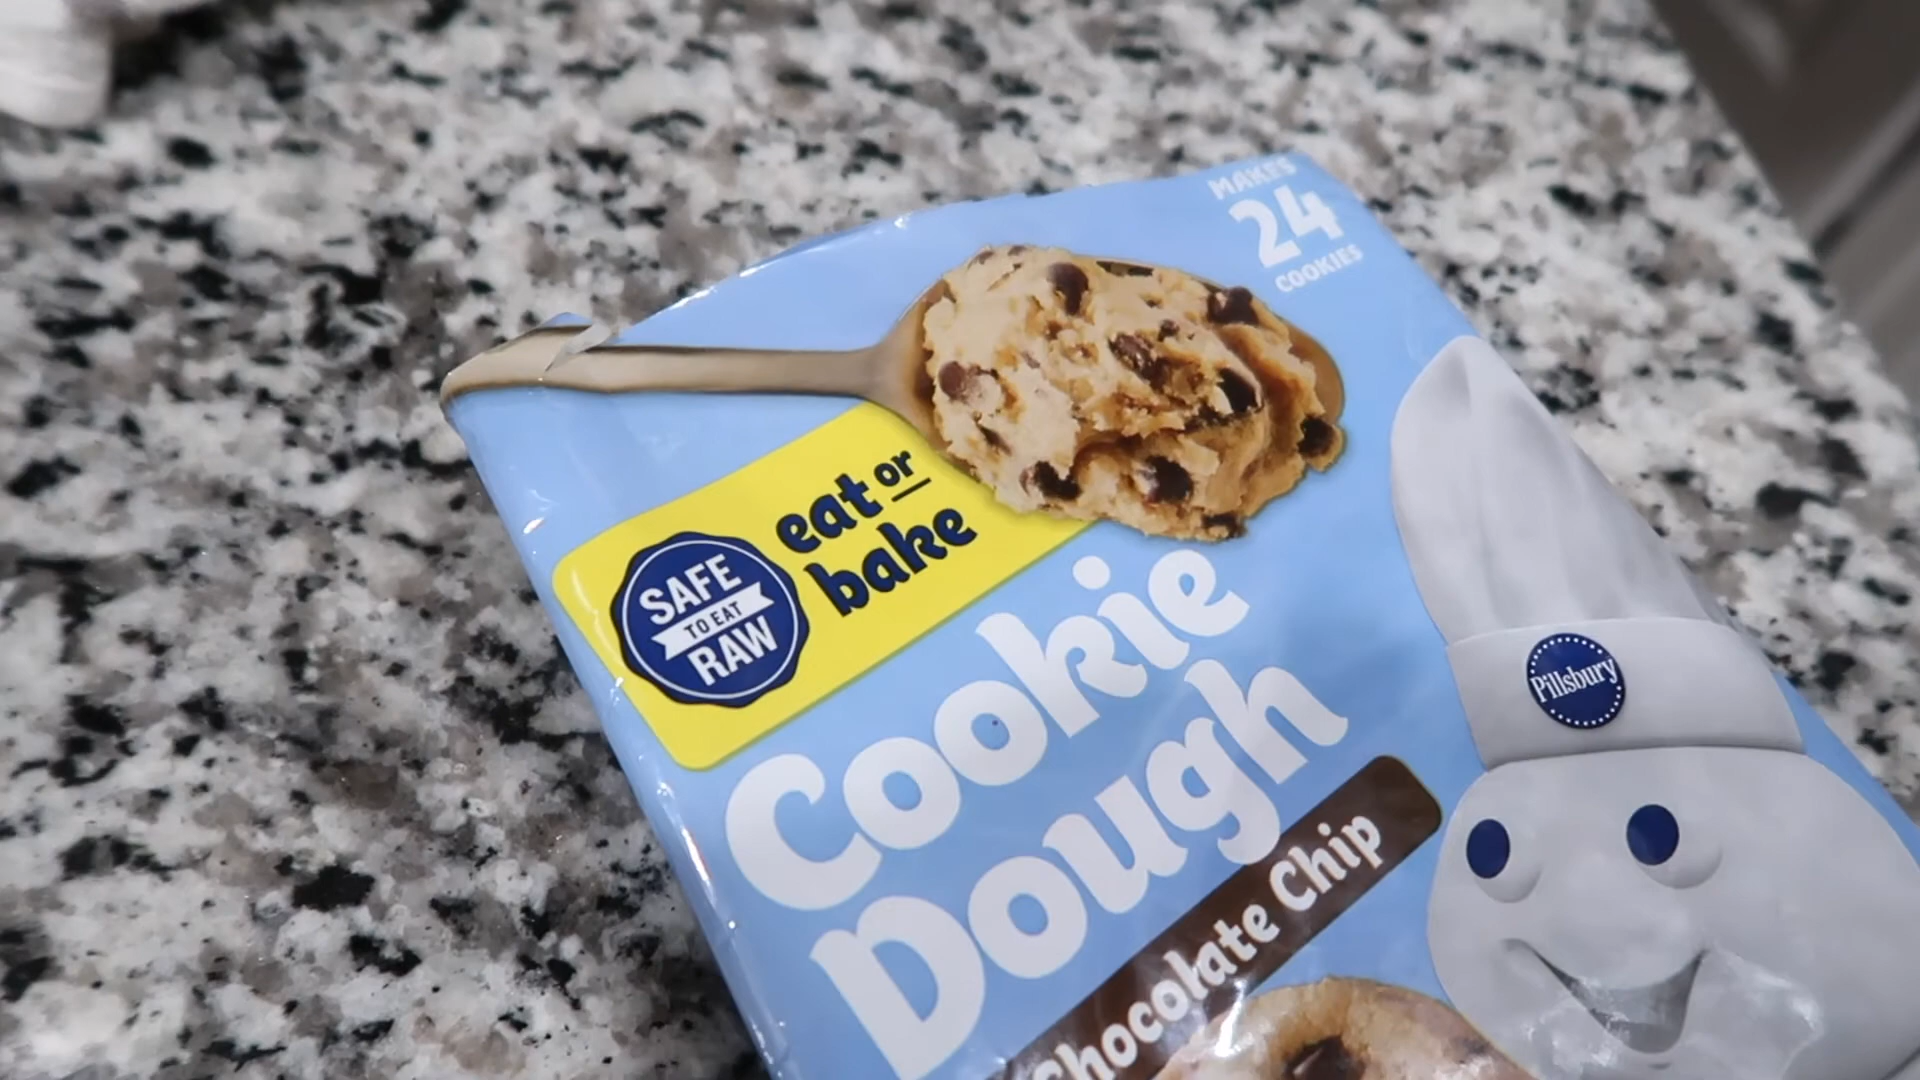 MAKES
24
COOKIES
eat or
bake
SAFE
TO EAT
RAW
Cookie
Dough
Chocolate Chip
Pillsbury